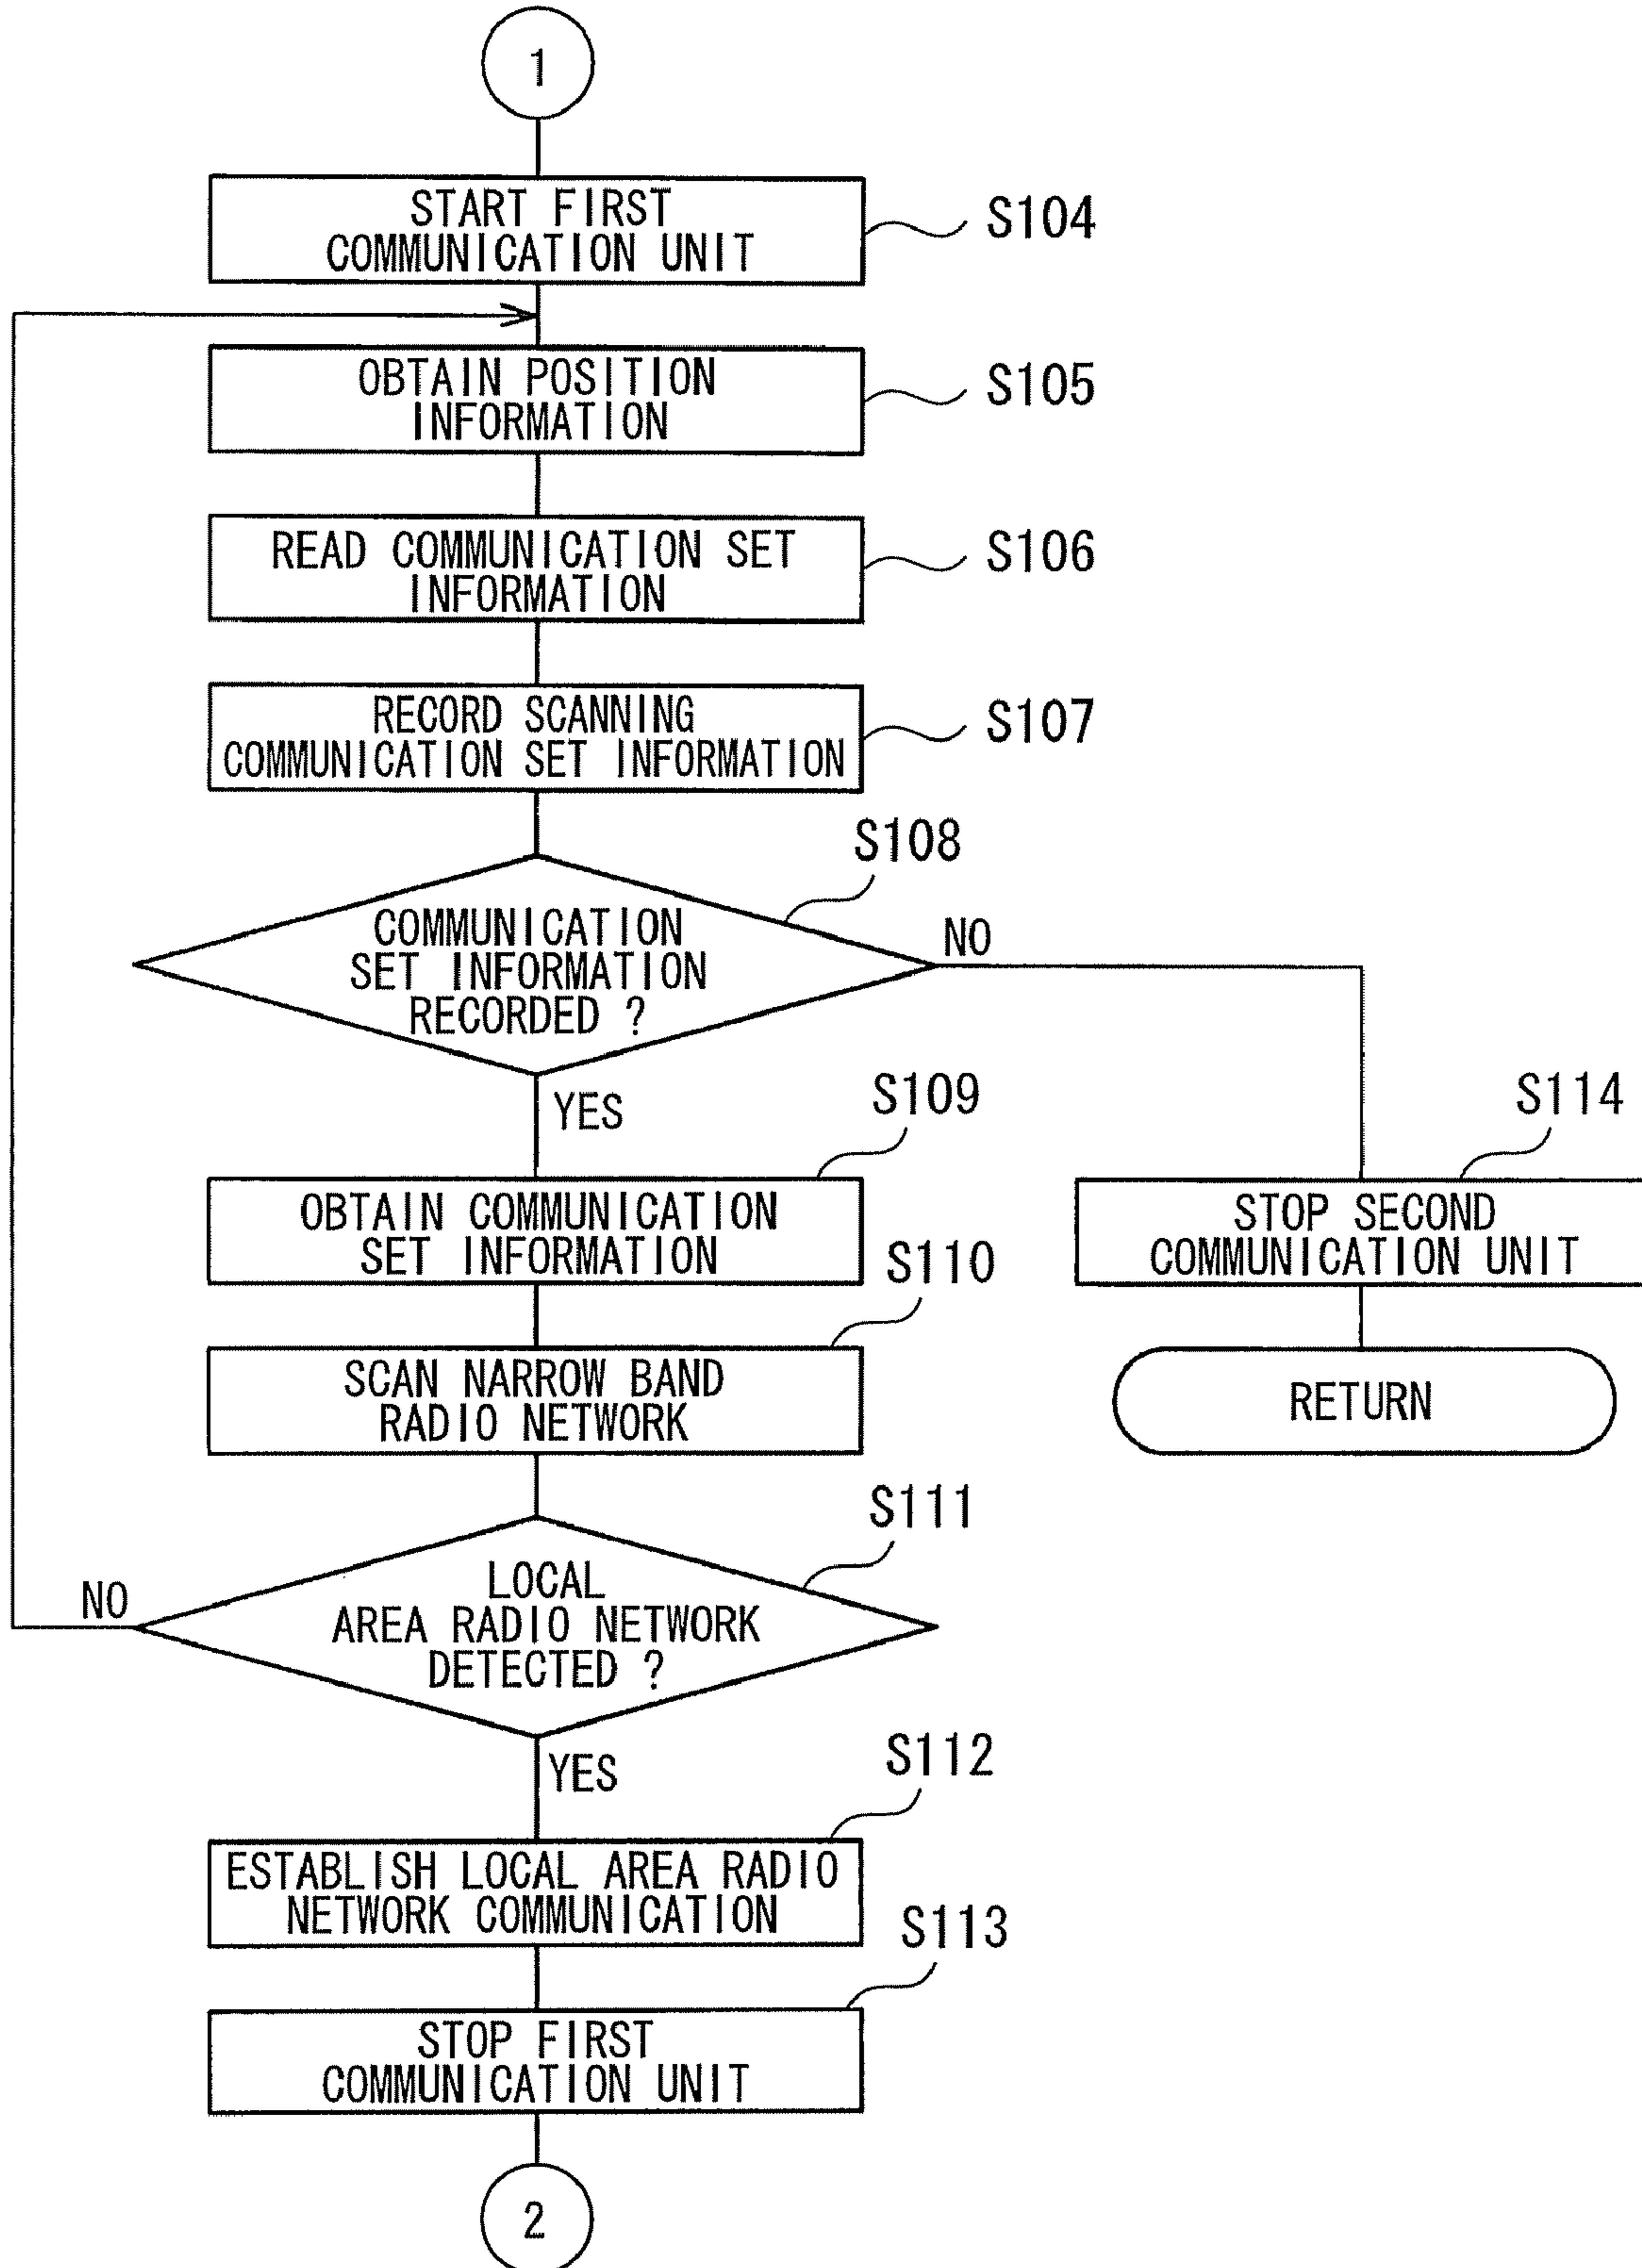 1
START FIRST
COMMUNICATION UNIT
S104
OBTAIN POSITION
INFORMATION
S105
READ COMMUNICATION SET
INFORMATION
S106
RECORD SCANNING
COMMUNICATION SET INFORMATION
S107
S108
COMMUNICATION
SET INFORMATION
RECORDED ?
NO
YES
S109
OBTAIN COMMUNICATION
SET INFORMATION
S114
STOP SECOND
COMMUNICATION UNIT
RETURN
S110
SCAN NARROW BAND
RADIO NETWORK
S111
LOCAL
AREA RADIO NETWORK
DETECTED ?
NO
YES
S112
ESTABLISH LOCAL AREA RADIO
NETWORK COMMUNICATION
S113
STOP FIRST
COMMUNICATION UNIT
2